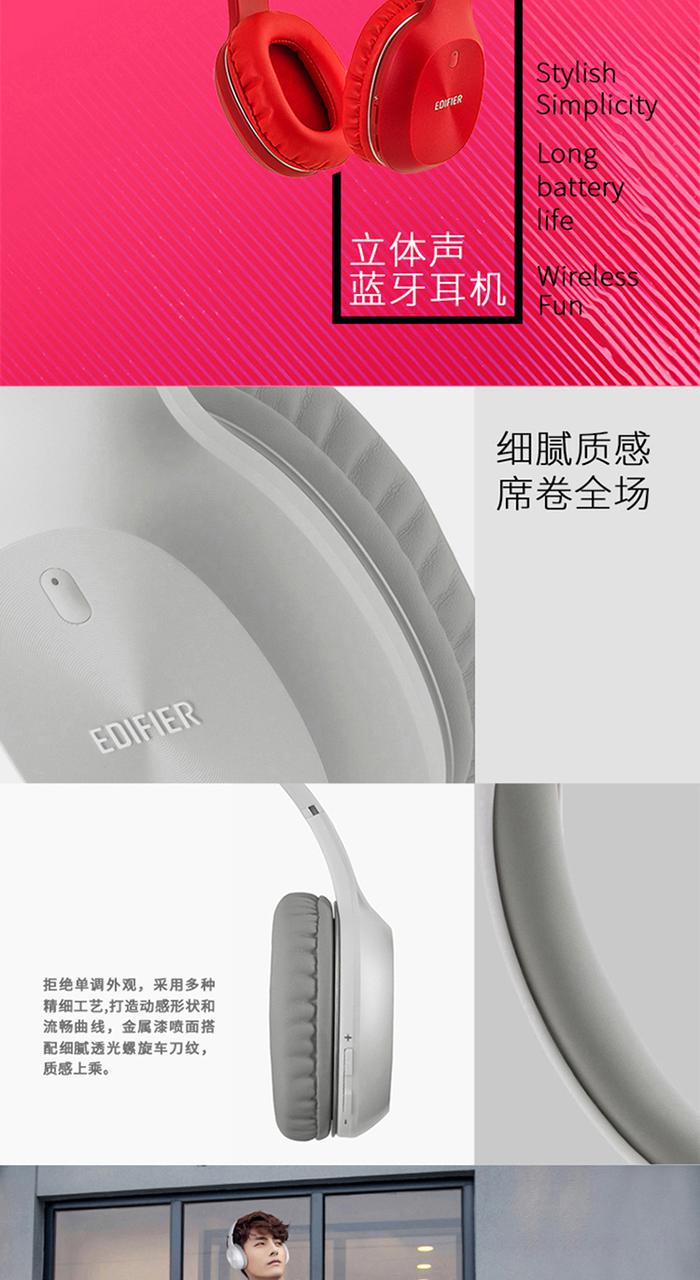 EDIFIER
Stylish
Simplicity
Long
battery
life
立体声
蓝牙耳机
Wireless
Fun
细腻质感
席卷全场
EDIFIER
拒绝单调外观，采用多种
精细工艺,打造动感形状和
流畅曲线，金属漆喷面搭
配细腻透光螺旋车刀纹，
质感上乘。
+
-